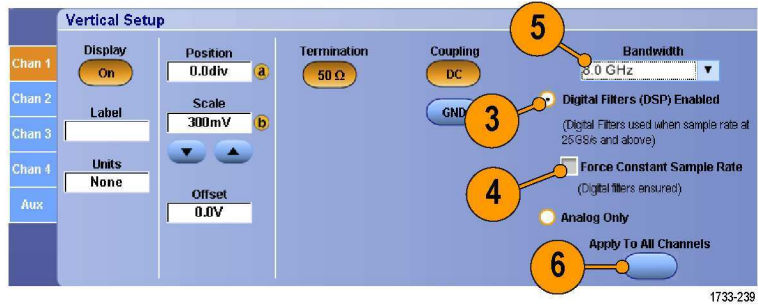 Vertical Setup
Chan 1
Chan 2
Chan 3
Chan 4
Aux
Display
On
Label
Units
None
Position
0.0div a
Scale
300mV b
Offset
0.0V
Termination
50 Ω
Coupling
DC
GND
5
Bandwidth
8.0 GHz
3
Digital Filters (DSP) Enabled
(Digital Filters used when sample rate at
25GS/s and above)
4
Force Constant Sample Rate
(Digital filters ensured)
Analog Only
Apply To All Channels
6
1733-239